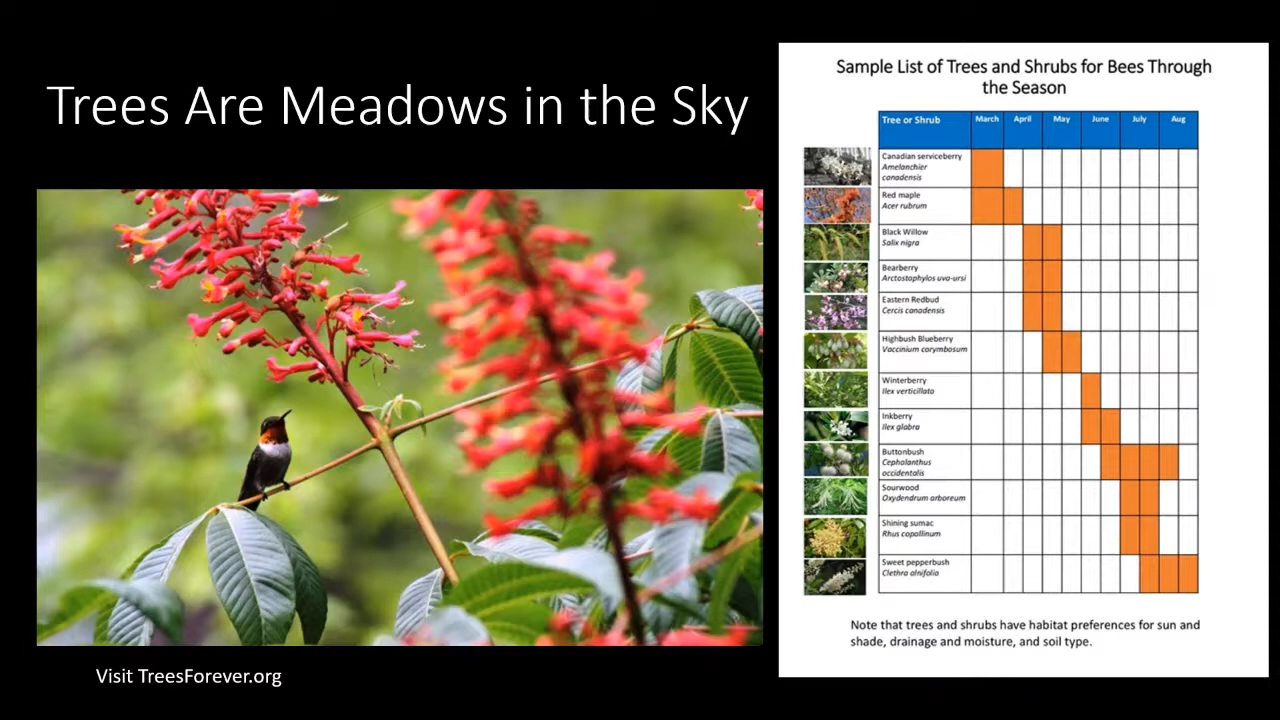 Trees Are Meadows in the Sky
Visit TreesForever.org
Sample List of Trees and Shrubs for Bees Through
the Season
Tree or Shrub March April May June July Aug
Canadian serviceberry
Amelanchier
canadensis
Red maple
Acer rubrum
Black Willow
Salix nigra
Bearberry
Arctostaphylos uva-ursi
Eastern Redbud
Cercis canadensis
Highbush Blueberry
Vaccinium corymbosum
Winterberry
Ilex verticillata
Inkberry
Ilex glabra
Buttonbush
Cephalanthus
occidentalis
Sourwood
Oxydendrum arboreum
Shining sumac
Rhus copallinum
Sweet pepperbush
Clethra alnifolia
Note that trees and shrubs have habitat preferences for sun and
shade, drainage and moisture, and soil type.